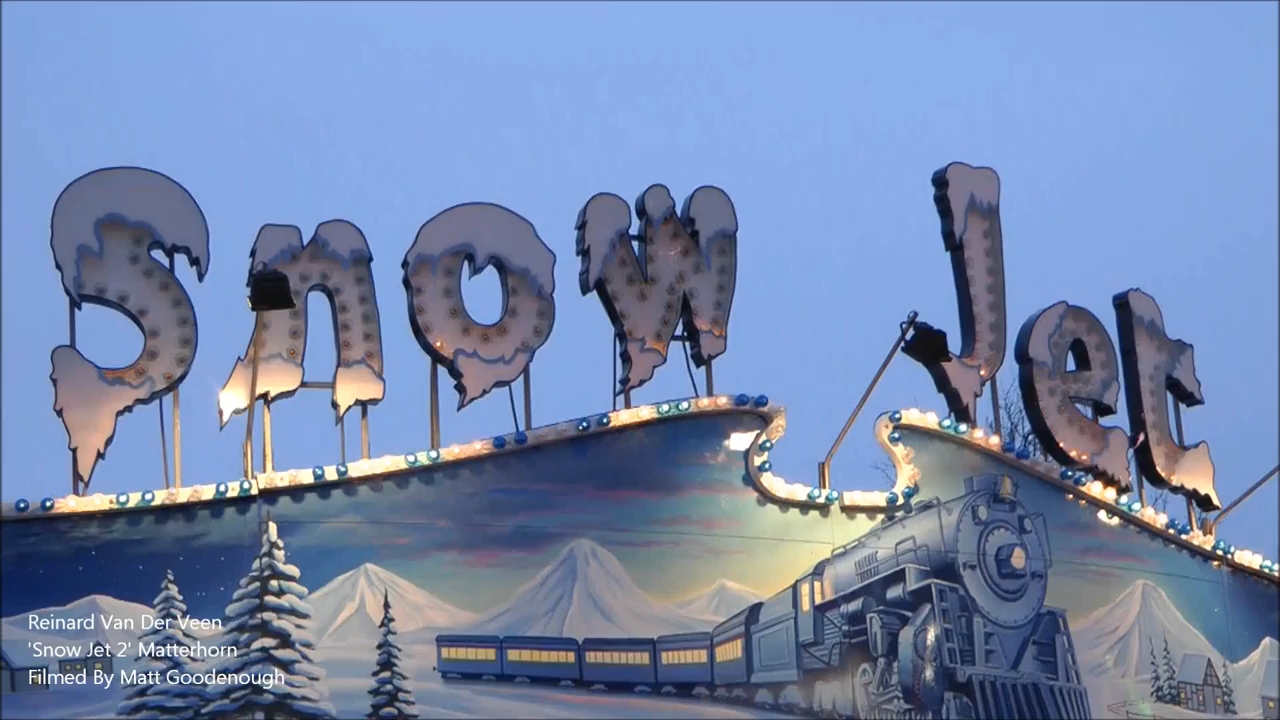 Snow Jet
Reinard Van Der Veen
'Snow Jet 2' Matterhorn
Filmed By Matt Goodenough